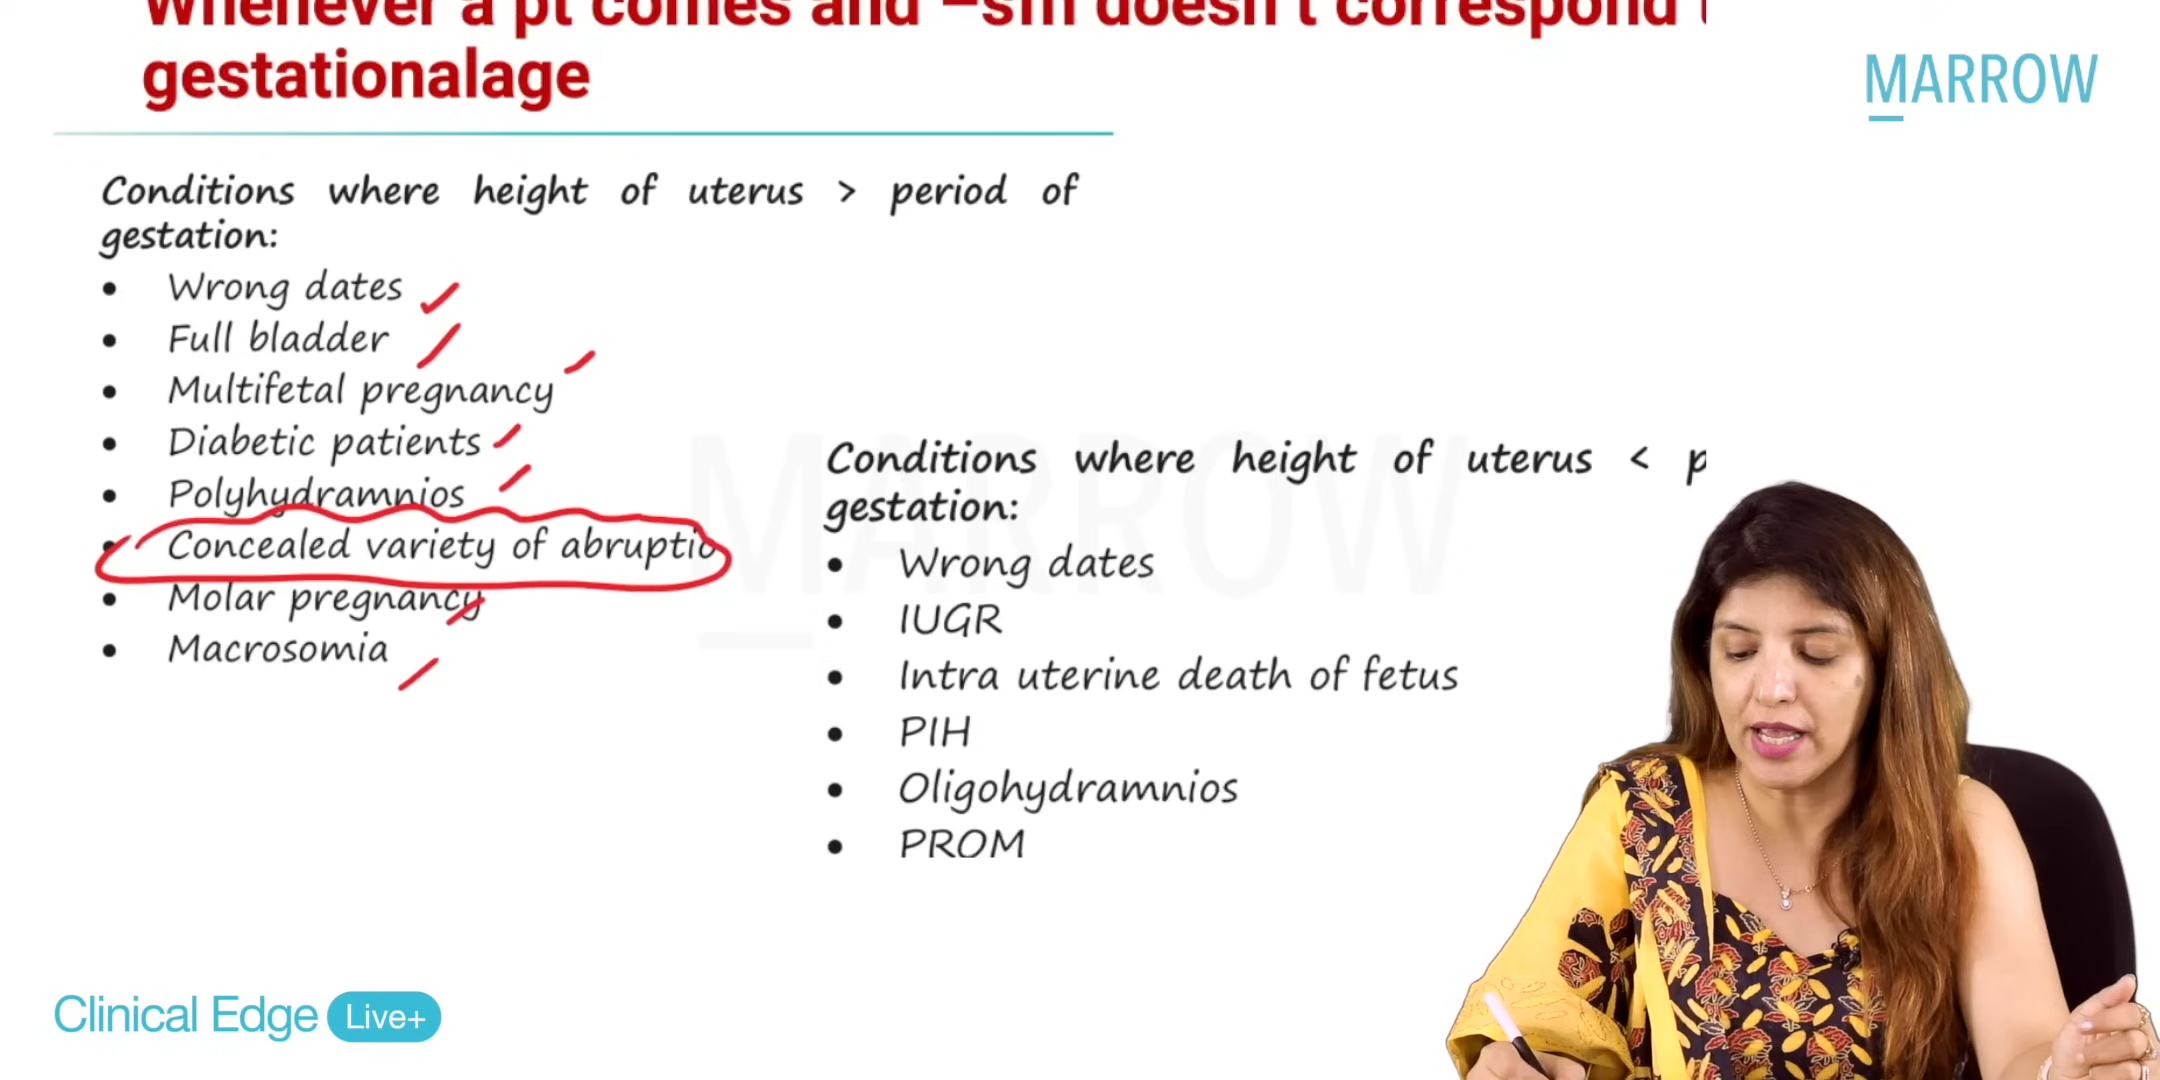 Whenever a pt comes and –sfh doesn't correspond
gestationalage
MARROW
Conditions where height of uterus > period of
gestation:
• Wrong dates
• Full bladder
• Multifetal pregnancy
• Diabetic patients
• Polyhydramnios
• Concealed variety of abruptio
• Molar pregnancy
• Macrosomia
MARROW
Conditions where height of uterus < p
gestation:
• Wrong dates
• IUGR
• Intra uterine death of fetus
• PIH
• Oligohydramnios
• PROM
Clinical Edge Live+